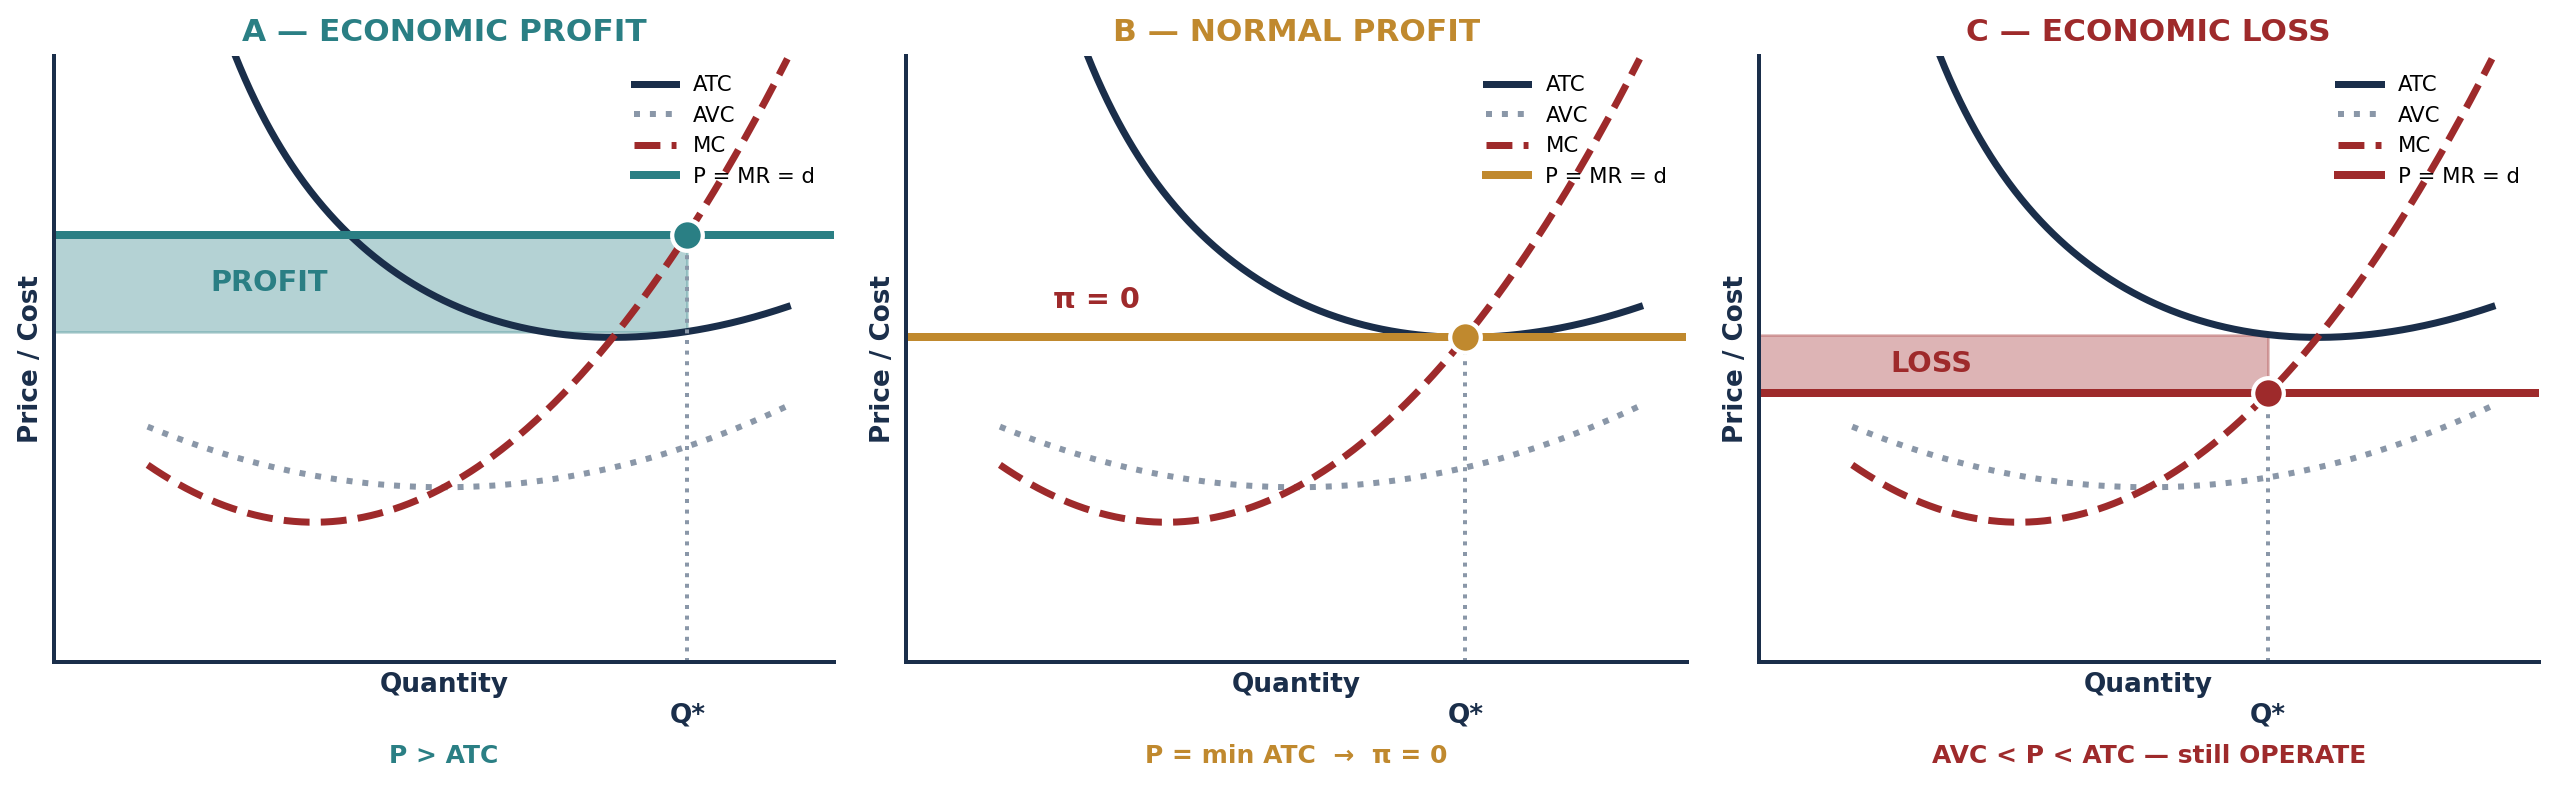 A — ECONOMIC PROFIT
ATC
AVC
MC
P = MR = d
PROFIT
Price / Cost
Quantity
Q*
P > ATC
B — NORMAL PROFIT
ATC
AVC
MC
P = MR = d
π = 0
Price / Cost
Quantity
Q*
P = min ATC → π = 0
C — ECONOMIC LOSS
ATC
AVC
MC
P = MR = d
LOSS
Price / Cost
Quantity
Q*
AVC < P < ATC — still OPERATE